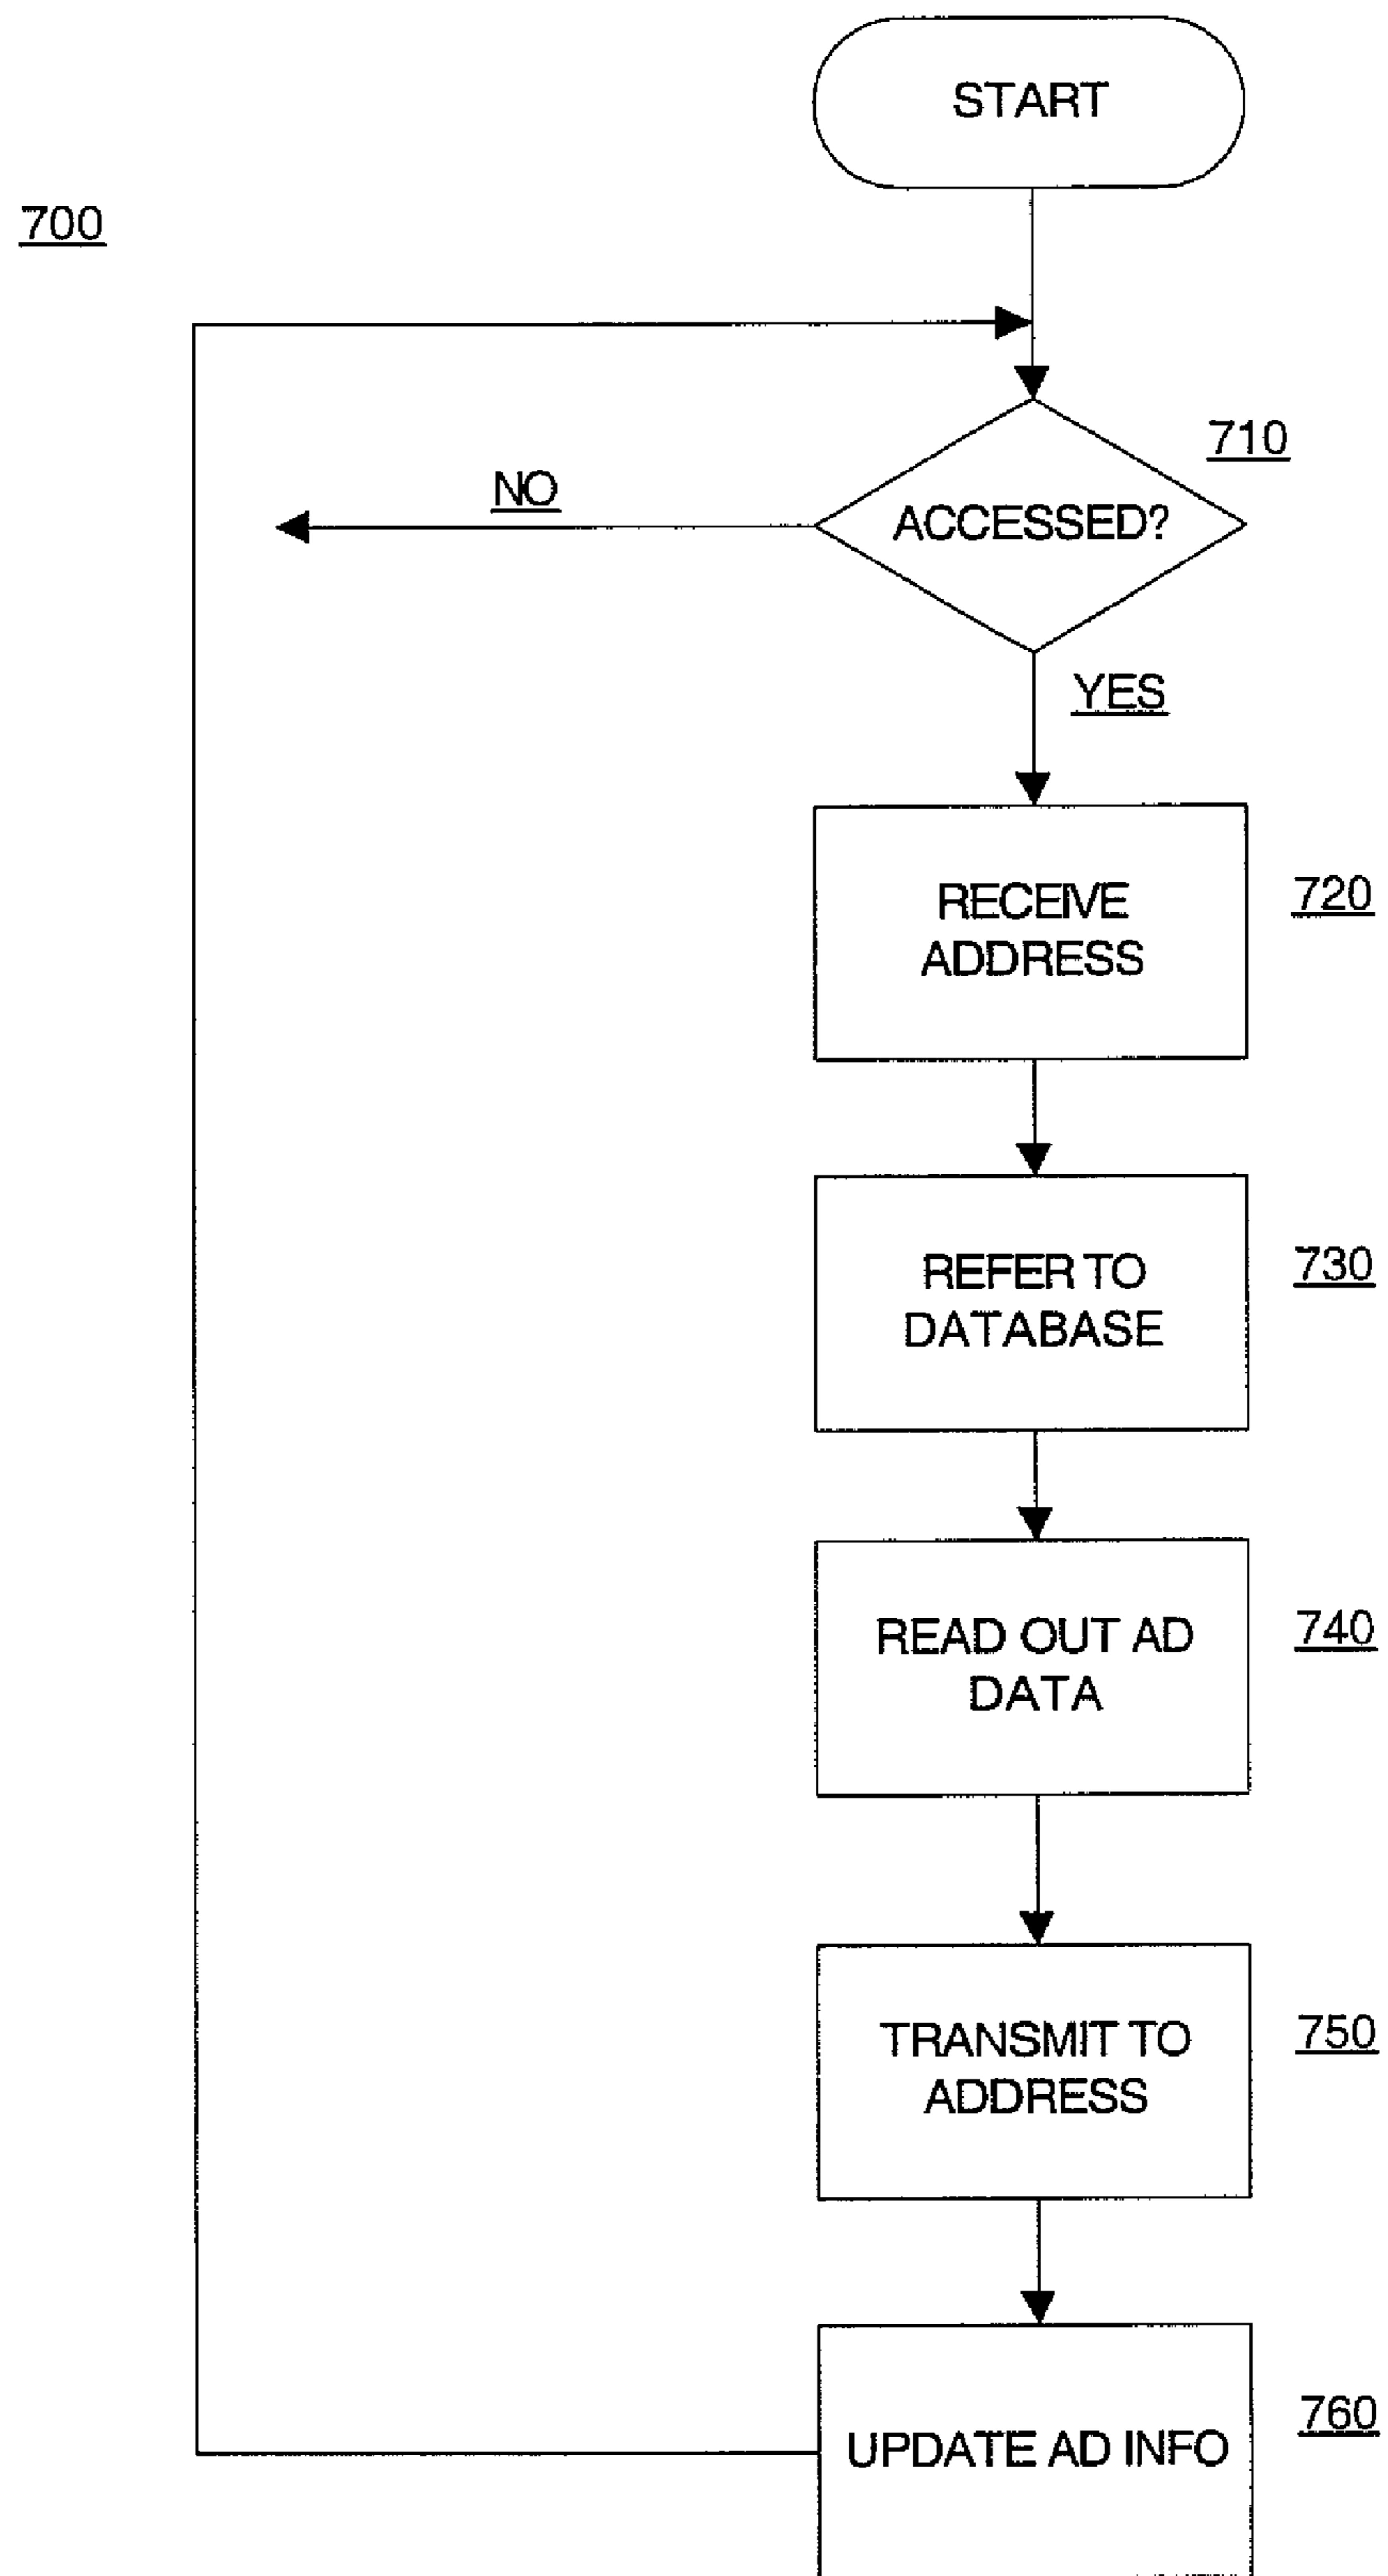 START
700
710
ACCESSED?
NO
YES
RECEIVE
ADDRESS
720
REFER TO
DATABASE
730
READ OUT AD
DATA
740
TRANSMIT TO
ADDRESS
750
UPDATE AD INFO
760